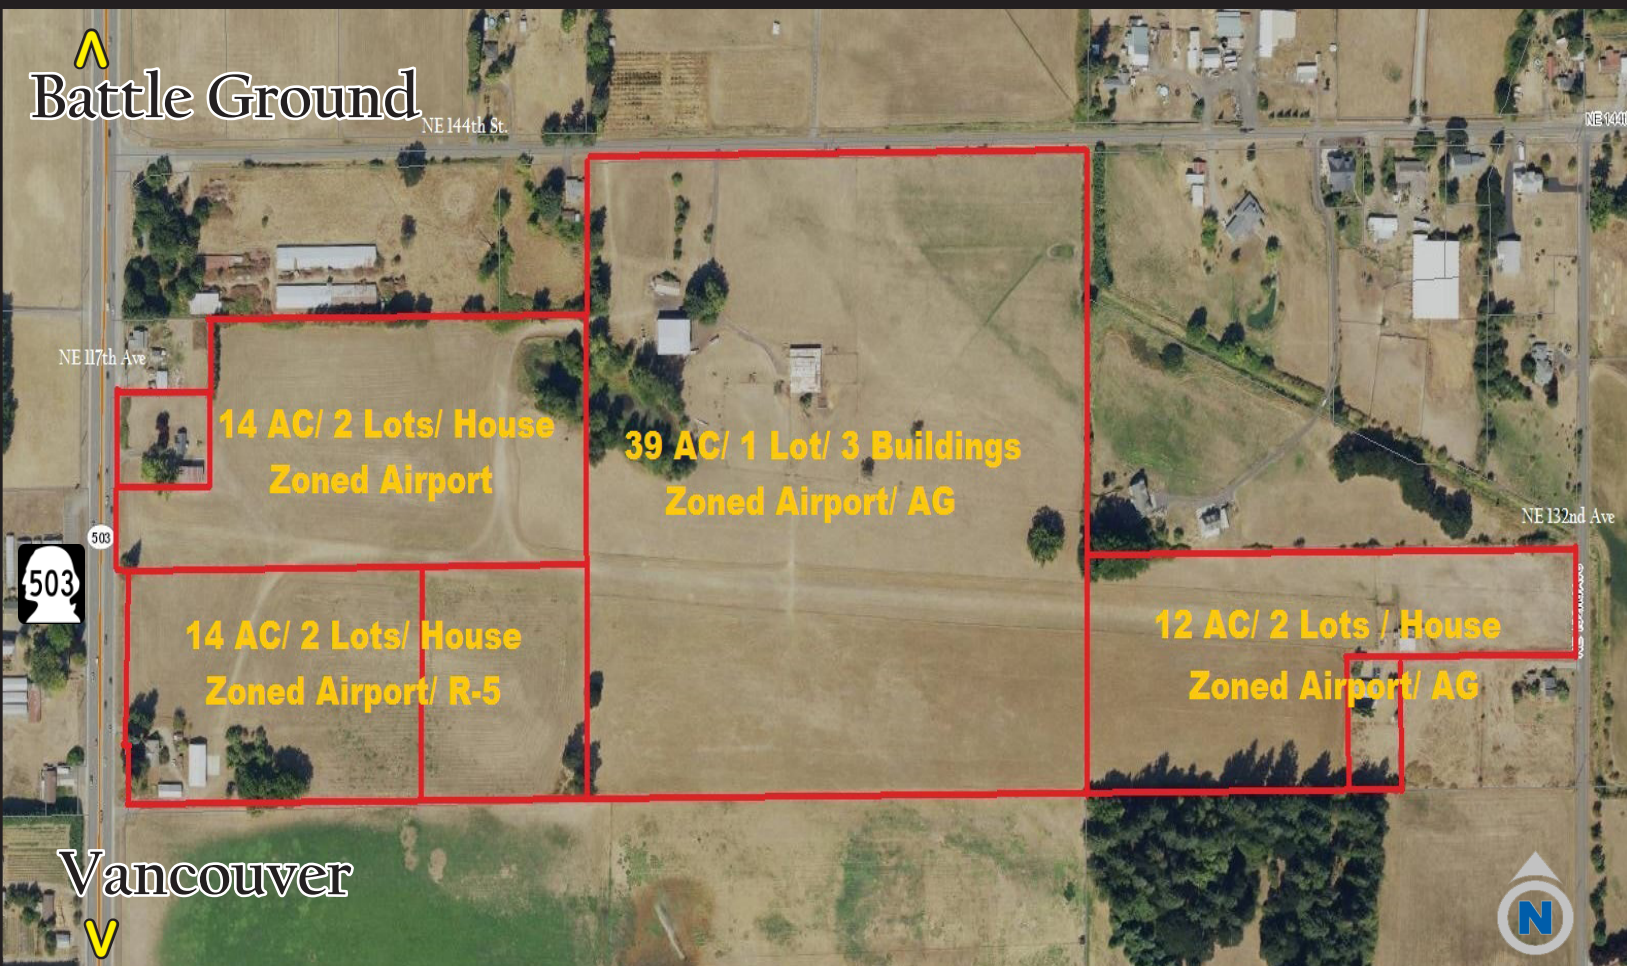 Battle Ground
NE 144th St.
NE 144th
NE 117th Ave
14 AC/ 2 Lots/ House
Zoned Airport
39 AC/ 1 Lot/ 3 Buildings
Zoned Airport/ AG
503
503
NE 132nd Ave
14 AC/ 2 Lots/ House
Zoned Airport/ R-5
12 AC/ 2 Lots / House
Zoned Airport/ AG
Vancouver
N